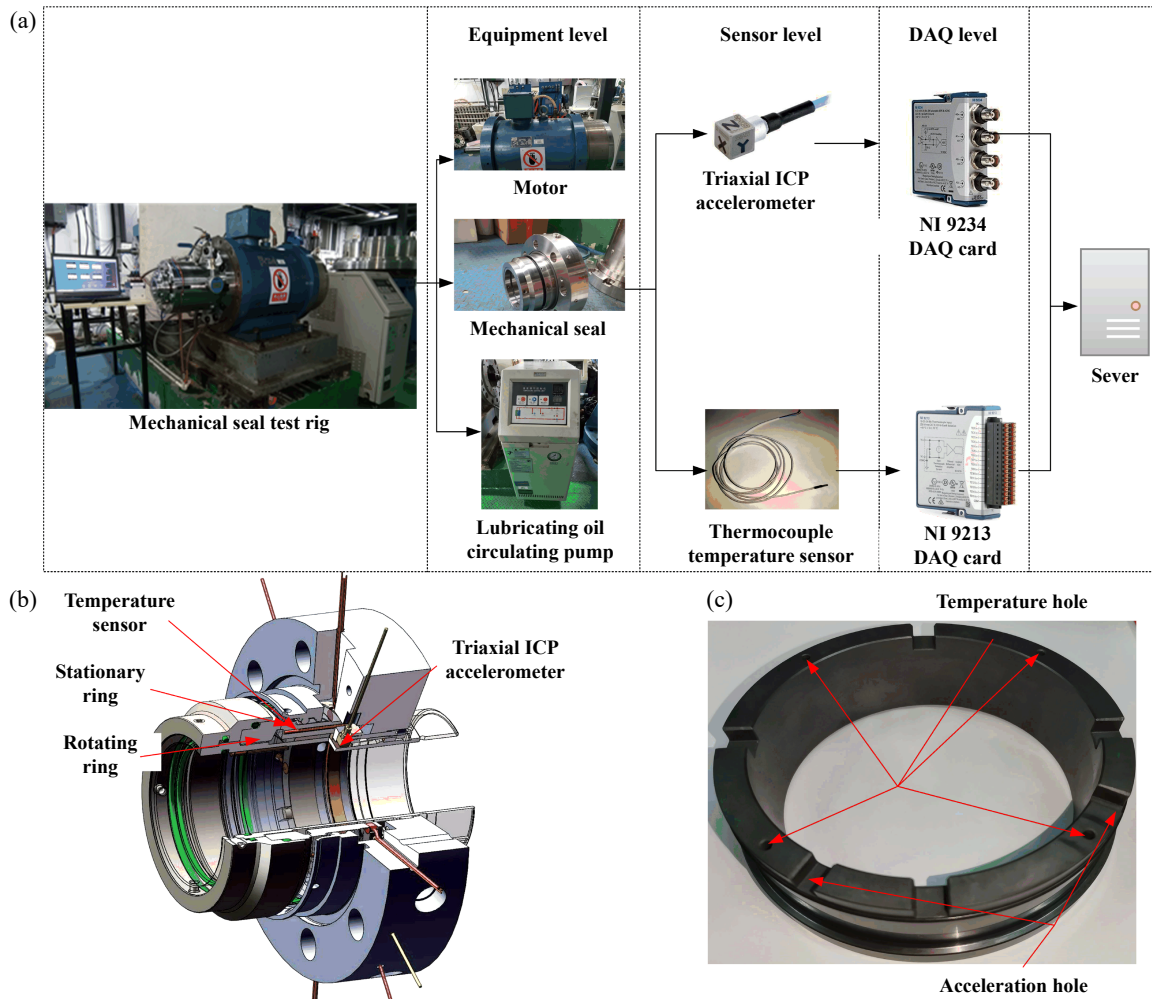 (a)
Equipment level
Sensor level
DAQ level
Motor
Z
X
Y
Triaxial ICP
accelerometer
NI 9234
DAQ card
Mechanical seal test rig
Mechanical seal
Sever
Lubricating oil
circulating pump
Thermocouple
temperature sensor
NI 9213
DAQ card
(b)
Temperature
sensor
Stationary
ring
Rotating
ring
Triaxial ICP
accelerometer
(c)
Temperature hole
Acceleration hole